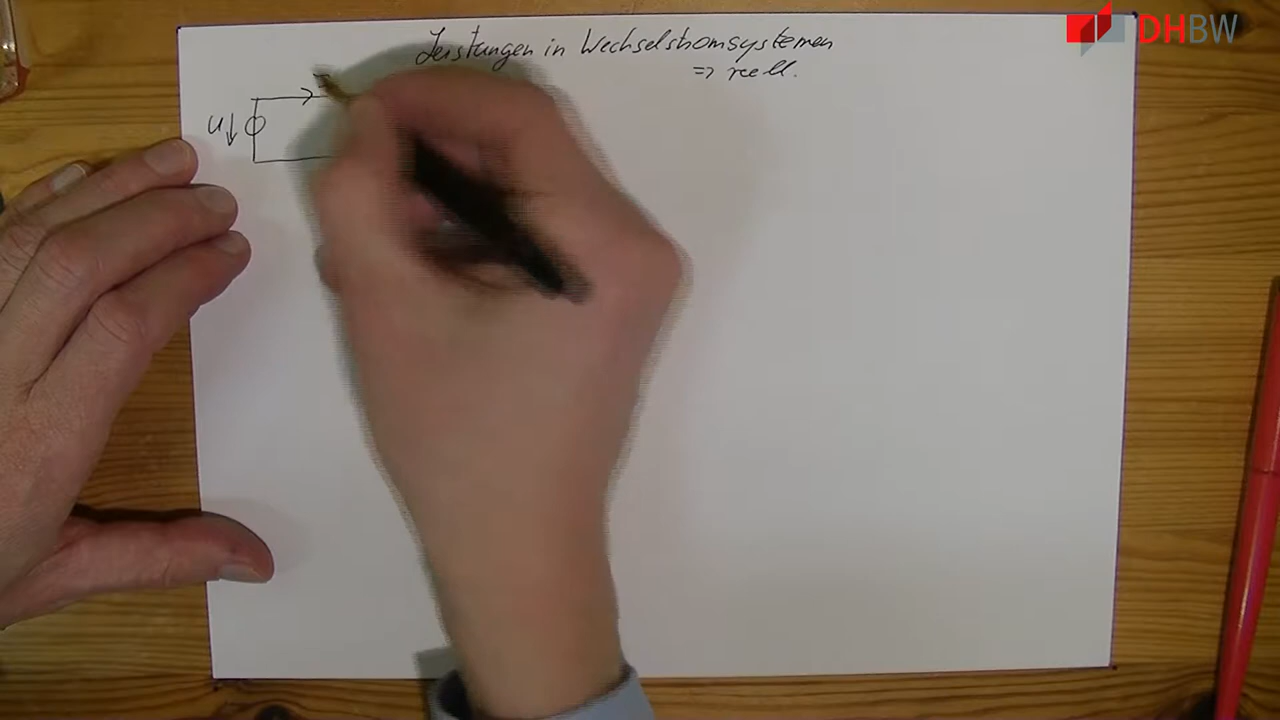 DHBW
Leistungen in Wechselstromsystemen
=> reell.
u↓